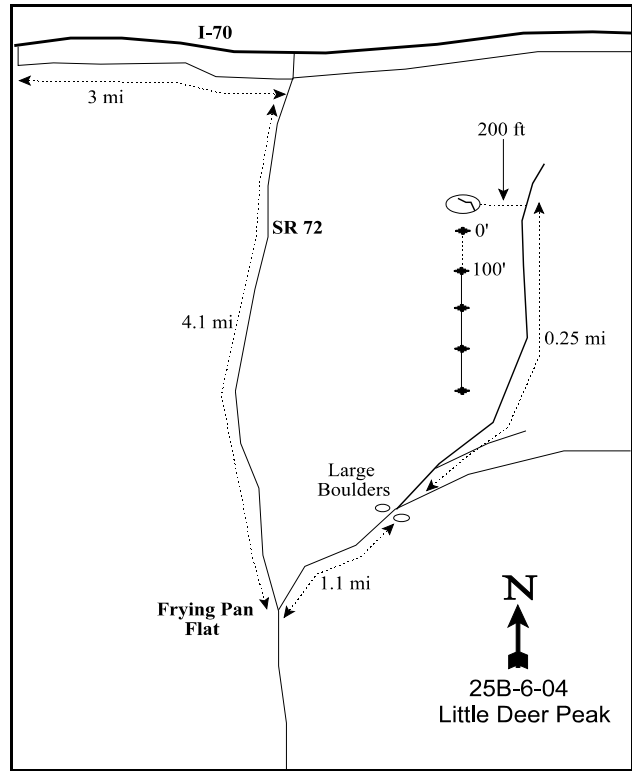 I-70
3 mi
200 ft
0'
SR 72
100'
4.1 mi
0.25 mi
Large
Boulders
1.1 mi
Frying Pan
Flat
N
25B-6-04
Little Deer Peak